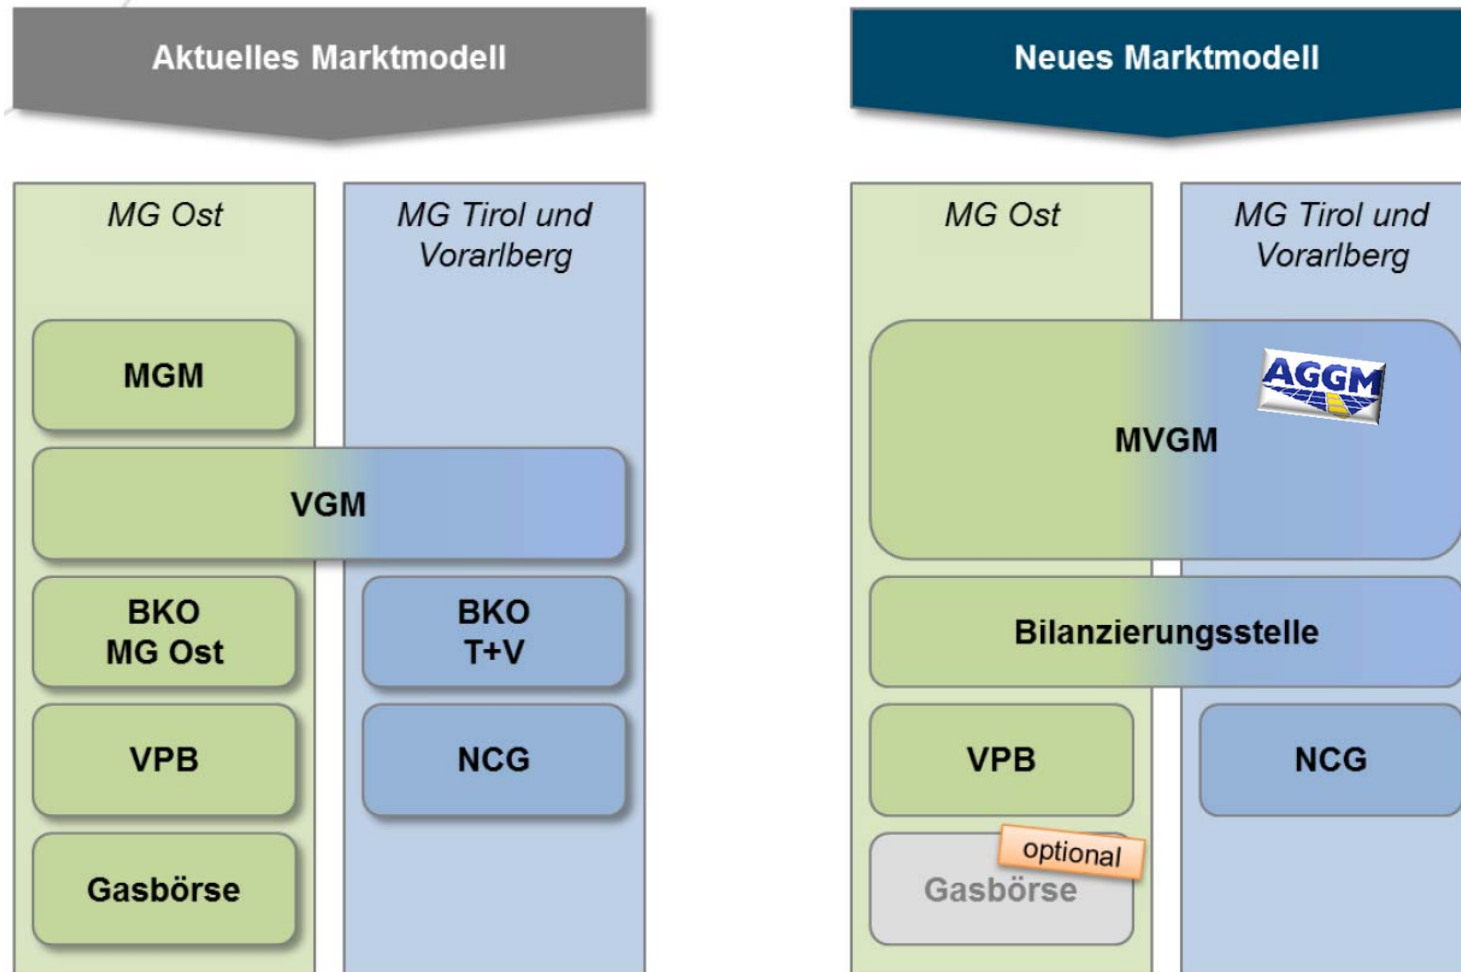 Aktuelles Marktmodell
MG Ost
MG Tirol und
Vorarlberg
MGM
VGM
BKO
MG Ost
BKO
T+V
VPB
NCG
Gasbörse
Neues Marktmodell
MG Ost
MG Tirol und
Vorarlberg
AGGM
MVGM
Bilanzierungsstelle
VPB
NCG
optional
Gasbörse